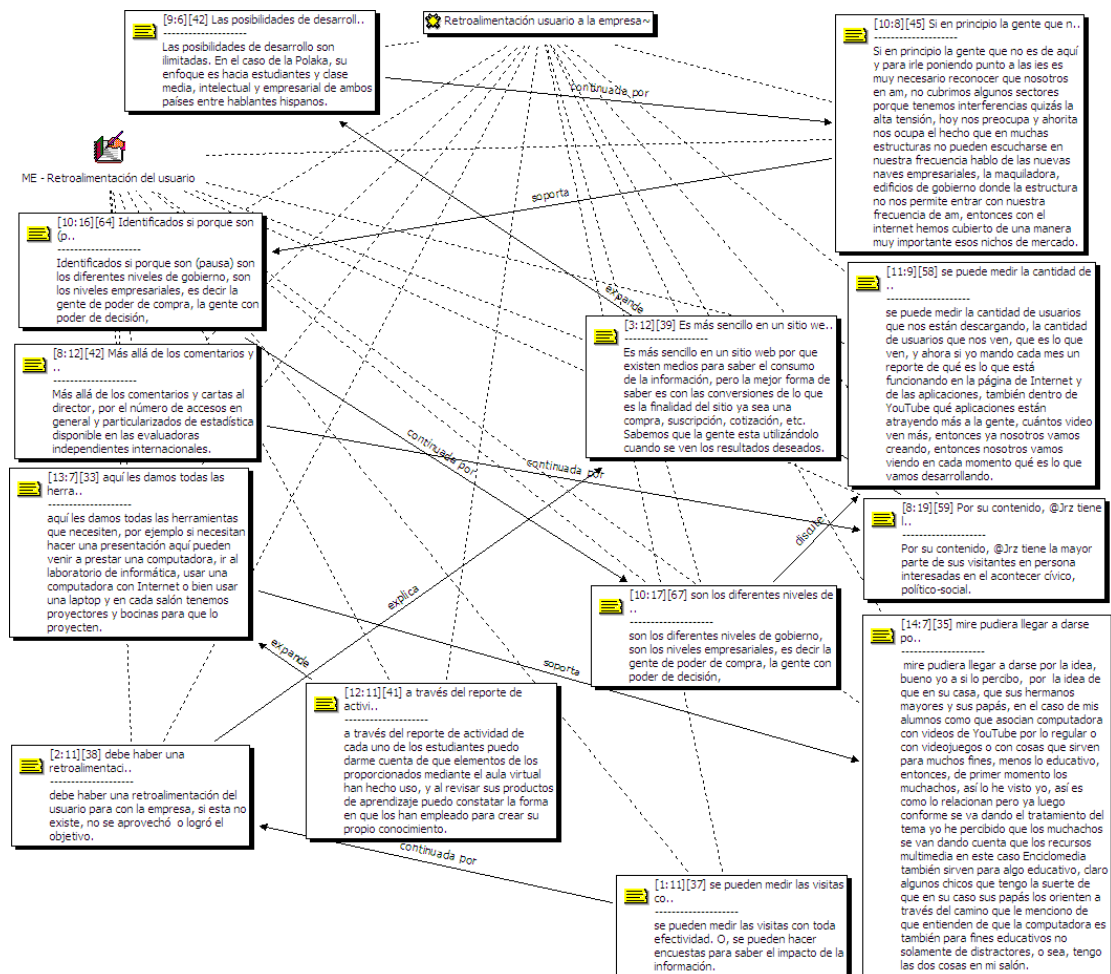 [9:6][42] Las posibilidades de desarroll..
--------------------
Las posibilidades de desarrollo son
ilimitadas. En el caso de la Polaka, su
enfoque es hacia estudiantes y clase
media, intelectual y empresarial de ambos
países entre hablantes hispanos.
Retroalimentación usuario a la empresa~
[10:8][45] Si en principio la gente que n..
--------------------
Si en principio la gente que no es de aquí
y para irle poniendo punto a las ies es
muy necesario reconocer que nosotros
en am, no cubrimos algunos sectores
porque tenemos interferencias quizás la
alta tensión, hoy nos preocupa y ahorita
nos ocupa el hecho que en muchas
estructuras no pueden escucharse en
nuestra frecuencia hablo de las nuevas
naves empresariales, la maquiladora,
edificios de gobierno donde la estructura
no nos permite entrar con nuestra
frecuencia de am, entonces con el
internet hemos cubierto de una manera
muy importante esos nichos de mercado.
continuada por
ME - Retroalimentación del usuario
soporta
[10:16][64] Identificados si porque son
(p..
--------------------
Identificados si porque son (pausa) son
los diferentes niveles de gobierno, son
los niveles empresariales, es decir la
gente de poder de compra, la gente con
poder de decisión,
expande
[11:9][58] se puede medir la cantidad de
..
--------------------
se puede medir la cantidad de usuarios
que nos están descargando, la cantidad
de usuarios que nos ven, que es lo que
ven, y ahora si yo mando cada mes un
reporte de qué es lo que está
funcionando en la página de Internet y
de las aplicaciones, también dentro de
YouTube qué aplicaciones están
atrayendo más a la gente, cuántos video
ven más, entonces ya nosotros vamos
creando, entonces nosotros vamos
viendo en cada momento qué es lo que
vamos desarrollando.
[3:12][39] Es más sencillo en un sitio we..
--------------------
Es más sencillo en un sitio web por que
existen medios para saber el consumo
de la información, pero la mejor forma de
saber es con las conversiones de lo que
es la finalidad del sitio ya sea una
compra, suscripción, cotización, etc.
Sabemos que la gente esta utilizándolo
cuando se ven los resultados deseados.
[8:12][42] Más allá de los comentarios y
..
--------------------
Más allá de los comentarios y cartas al
director, por el número de accesos en
general y particularizados de estadística
disponible en las evaluadoras
independientes internacionales.
continuada por
continuada por
[13:7][33] aquí les damos todas las
herra..
--------------------
aquí les damos todas las herramientas
que necesiten, por ejemplo si necesitan
hacer una presentación aquí pueden
venir a prestar una computadora, ir al
laboratorio de informática, usar una
computadora con Internet o bien usar
una laptop y en cada salón tenemos
proyectores y bocinas para que lo
proyecten.
[8:19][59] Por su contenido, @Jrz tiene
l..
--------------------
Por su contenido, @Jrz tiene la mayor
parte de sus visitantes en persona
interesadas en el acontecer cívico,
político-social.
discute
explica
[10:17][67] son los diferentes niveles de
..
--------------------
son los diferentes niveles de gobierno,
son los niveles empresariales, es decir la
gente de poder de compra, la gente con
poder de decisión,
expande
soporta
[14:7][35] mire pudiera llegar a darse
po..
--------------------
mire pudiera llegar a darse por la idea,
bueno yo a si lo percibo, por la idea de
que en su casa, que sus hermanos
mayores y sus papás, en el caso de mis
alumnos como que asocian computadora
con videos de YouTube por lo regular o
con videojuegos o con cosas que sirven
para muchos fines, menos lo educativo,
entonces, de primer momento los
muchachos, así lo he visto yo, así es
como lo relacionan pero ya luego
conforme se va dando el tratamiento del
tema yo he percibido que los muchachos
se van dando cuenta que los recursos
multimedia en este caso Enciclomedia
también sirven para algo educativo, claro
algunos chicos que tengo la suerte de
que en su caso sus papás los orienten a
través del camino que le menciono de
que entienden de que la computadora es
también para fines educativos no
solamente de distractores, o sea, tengo
las dos cosas en mi salón.
[12:11][41] a través del reporte de
activi..
--------------------
a través del reporte de actividad de
cada uno de los estudiantes puedo
darme cuenta de que elementos de los
proporcionados mediante el aula virtual
han hecho uso, y al revisar sus productos
de aprendizaje puedo constatar la forma
en que los han empleado para crear su
propio conocimiento.
[2:11][38] debe haber una
retroalimentaci..
--------------------
debe haber una retroalimentación del
usuario para con la empresa, si esta no
existe, no se aprovechó o logró el
objetivo.
continuada por
[1:11][37] se pueden medir las visitas
co..
--------------------
se pueden medir las visitas con toda
efectividad. O, se pueden hacer
encuestas para saber el impacto de la
información.